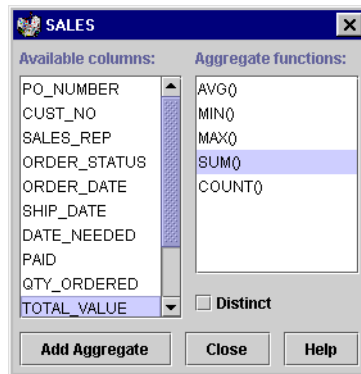 SALES
Available columns:
PO_NUMBER
CUST_NO
SALES_REP
ORDER_STATUS
ORDER_DATE
SHIP_DATE
DATE_NEEDED
PAID
QTY_ORDERED
TOTAL_VALUE
Aggregate functions:
AVG()
MIN()
MAX()
SUM()
COUNT()
Distinct
Add Aggregate
Close
Help